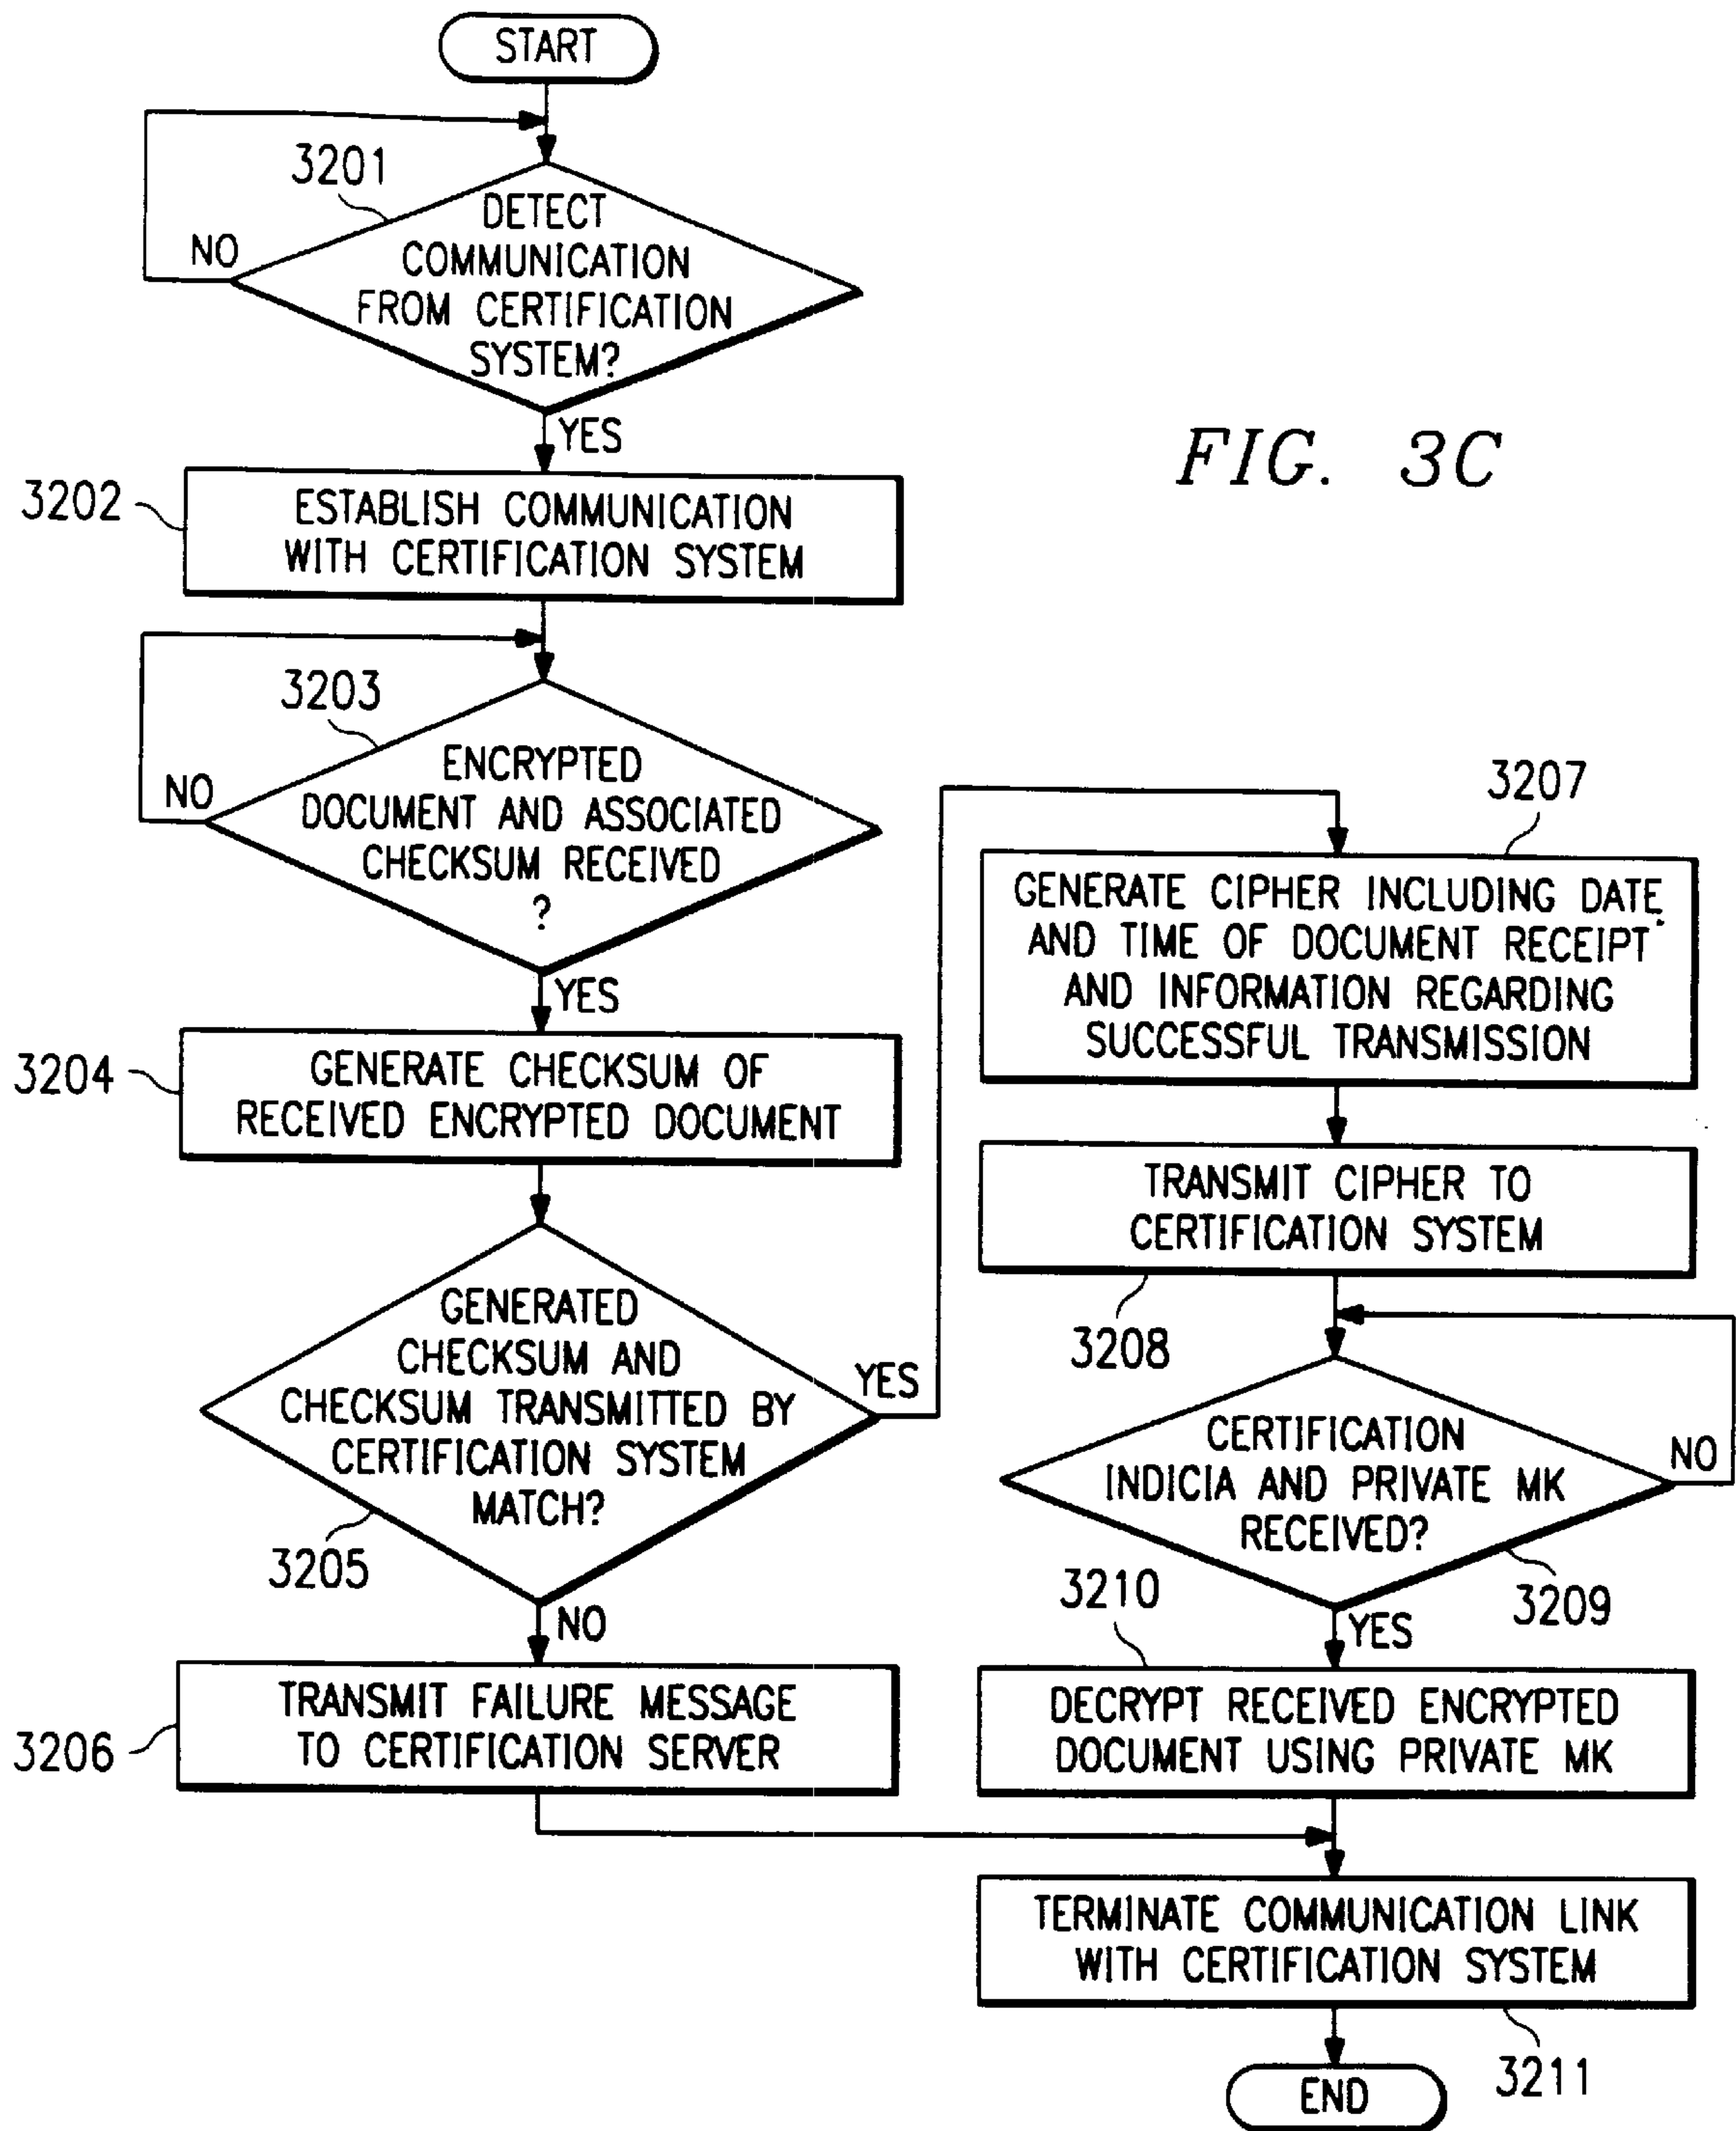 START
3201
DETECT
COMMUNICATION
FROM CERTIFICATION
SYSTEM?
NO
YES
FIG. 3C
3202
ESTABLISH COMMUNICATION
WITH CERTIFICATION SYSTEM
3203
ENCRYPTED
DOCUMENT AND ASSOCIATED
CHECKSUM RECEIVED
?
NO
YES
3204
GENERATE CHECKSUM OF
RECEIVED ENCRYPTED DOCUMENT
GENERATED
CHECKSUM AND
CHECKSUM TRANSMITTED BY
CERTIFICATION SYSTEM
MATCH?
YES
3205
NO
3206
TRANSMIT FAILURE MESSAGE
TO CERTIFICATION SERVER
3207
GENERATE CIPHER INCLUDING DATE
AND TIME OF DOCUMENT RECEIPT
AND INFORMATION REGARDING
SUCCESSFUL TRANSMISSION
TRANSMIT CIPHER TO
CERTIFICATION SYSTEM
3208
CERTIFICATION
INDICIA AND PRIVATE MK
RECEIVED?
NO
3209
YES
3210
DECRYPT RECEIVED ENCRYPTED
DOCUMENT USING PRIVATE MK
TERMINATE COMMUNICATION LINK
WITH CERTIFICATION SYSTEM
3211
END